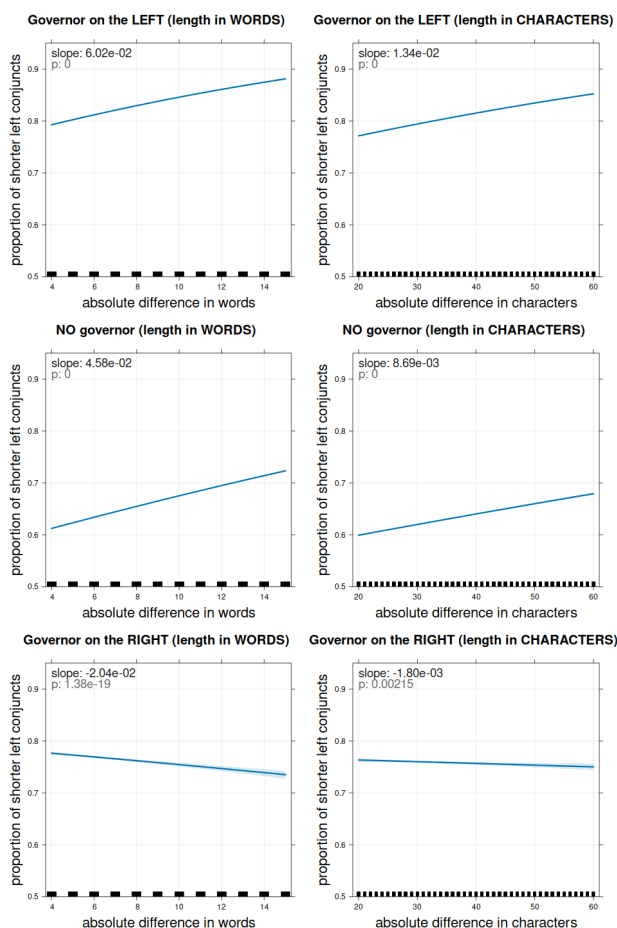 Governor on the LEFT (length in WORDS)
slope: 6.02e-02
p: 0
0.9
0.8
0.7
0.6
0.5
4 6 8 10 12 14
absolute difference in words
proportion of shorter left conjuncts
Governor on the LEFT (length in CHARACTERS)
slope: 1.34e-02
p: 0
0.9
0.8
0.7
0.6
0.5
20 30 40 50 60
absolute difference in characters
proportion of shorter left conjuncts
NO governor (length in WORDS)
slope: 4.58e-02
p: 0
0.9
0.8
0.7
0.6
0.5
4 6 8 10 12 14
absolute difference in words
proportion of shorter left conjuncts
NO governor (length in CHARACTERS)
slope: 8.69e-03
p: 0
0.9
0.8
0.7
0.6
0.5
20 30 40 50 60
absolute difference in characters
proportion of shorter left conjuncts
Governor on the RIGHT (length in WORDS)
slope: -2.04e-02
p: 1.38e-19
0.9
0.8
0.7
0.6
0.5
4 6 8 10 12 14
absolute difference in words
proportion of shorter left conjuncts
Governor on the RIGHT (length in CHARACTERS)
slope: -1.80e-03
p: 0.00215
0.9
0.8
0.7
0.6
0.5
20 30 40 50 60
absolute difference in characters
proportion of shorter left conjuncts